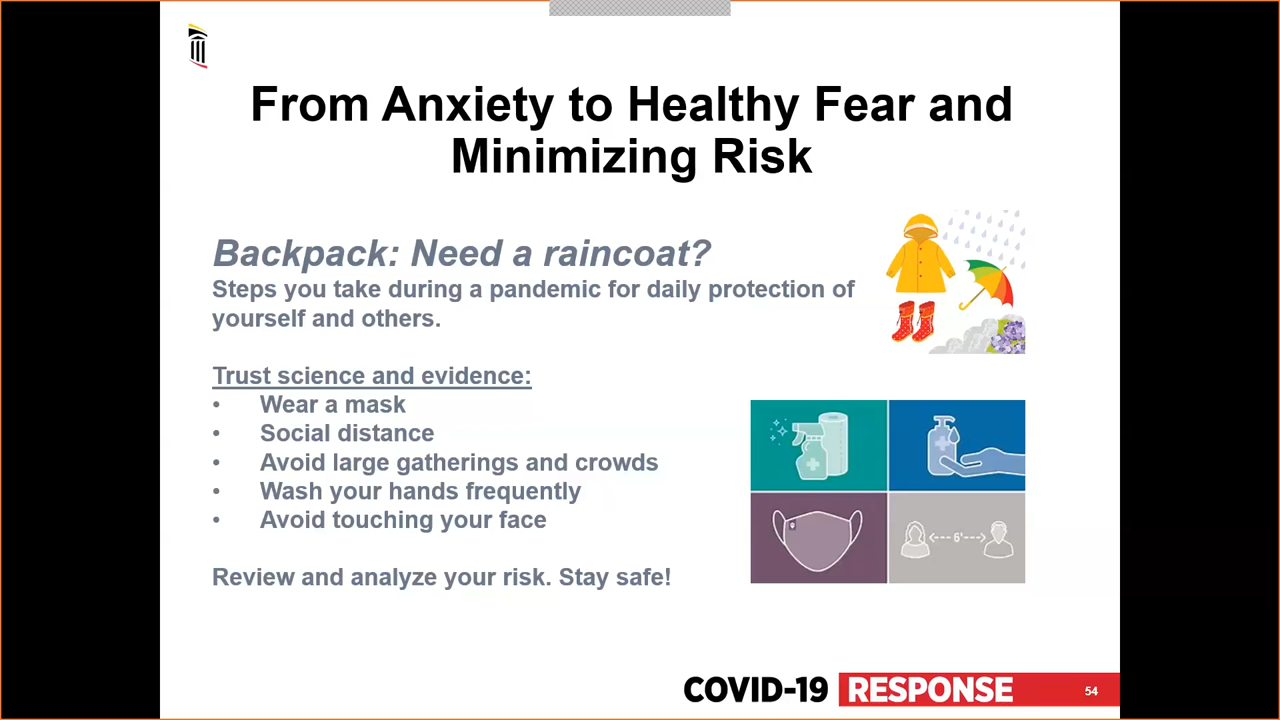 From Anxiety to Healthy Fear and
Minimizing Risk
Backpack: Need a raincoat?
Steps you take during a pandemic for daily protection of
yourself and others.
Trust science and evidence:
• Wear a mask
• Social distance
• Avoid large gatherings and crowds
• Wash your hands frequently
• Avoid touching your face
6'
Review and analyze your risk. Stay safe!
COVID-19 RESPONSE 54